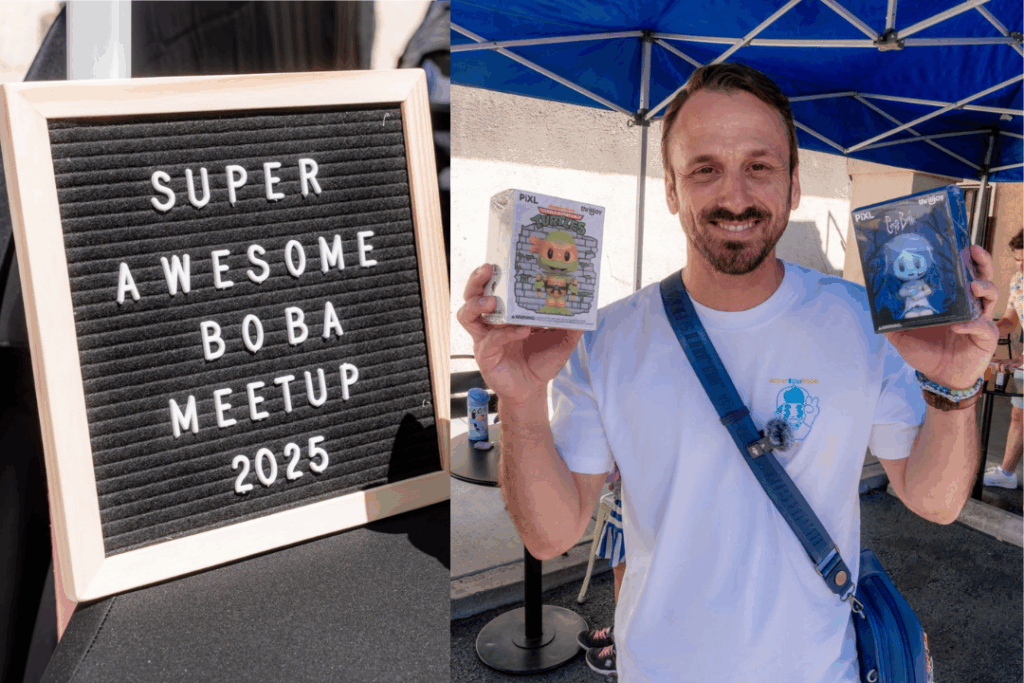 SUPER
AWESOME
BOBA
MEETUP
2025
PiXL
TURTLES
PiXL